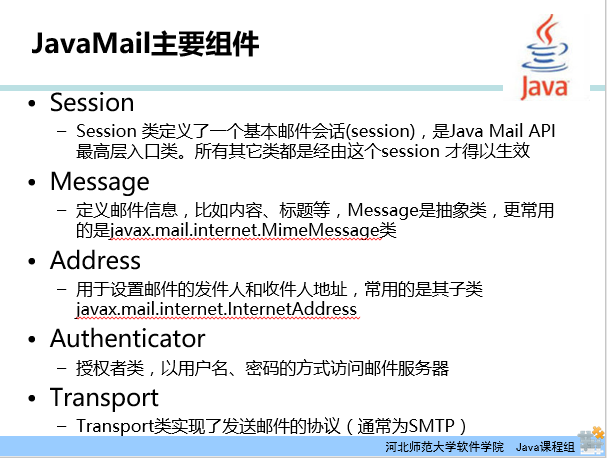 JavaMail主要组件
Java
• Session
– Session 类定义了一个基本邮件会话(session)，是Java Mail API
最高层入口类。所有其它类都是经由这个session 才得以生效
• Message
– 定义邮件信息，比如内容、标题等，Message是抽象类，更常用
的是javax.mail.internet.MimeMessage类
• Address
– 用于设置邮件的发件人和收件人地址，常用的是其子类
javax.mail.internet.InternetAddress
• Authenticator
– 授权者类，以用户名、密码的方式访问邮件服务器
• Transport
– Transport类实现了发送邮件的协议（通常为SMTP）
河北师范大学软件学院 Java课程组